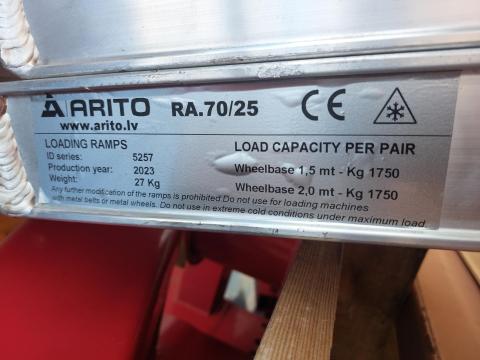 ARITO RA.70/25 CE
www.arito.lv
LOADING RAMPS
ID series: 5257
Production year: 2023
Weight: 27 Kg
LOAD CAPACITY PER PAIR
Wheelbase 1,5 mt - Kg 1750
Wheelbase 2,0 mt - Kg 1750
Any further modification of the ramps is prohibited.Do not use for loading machines
with metal belts or metal wheels. Do not use in extreme cold conditions under maximum load